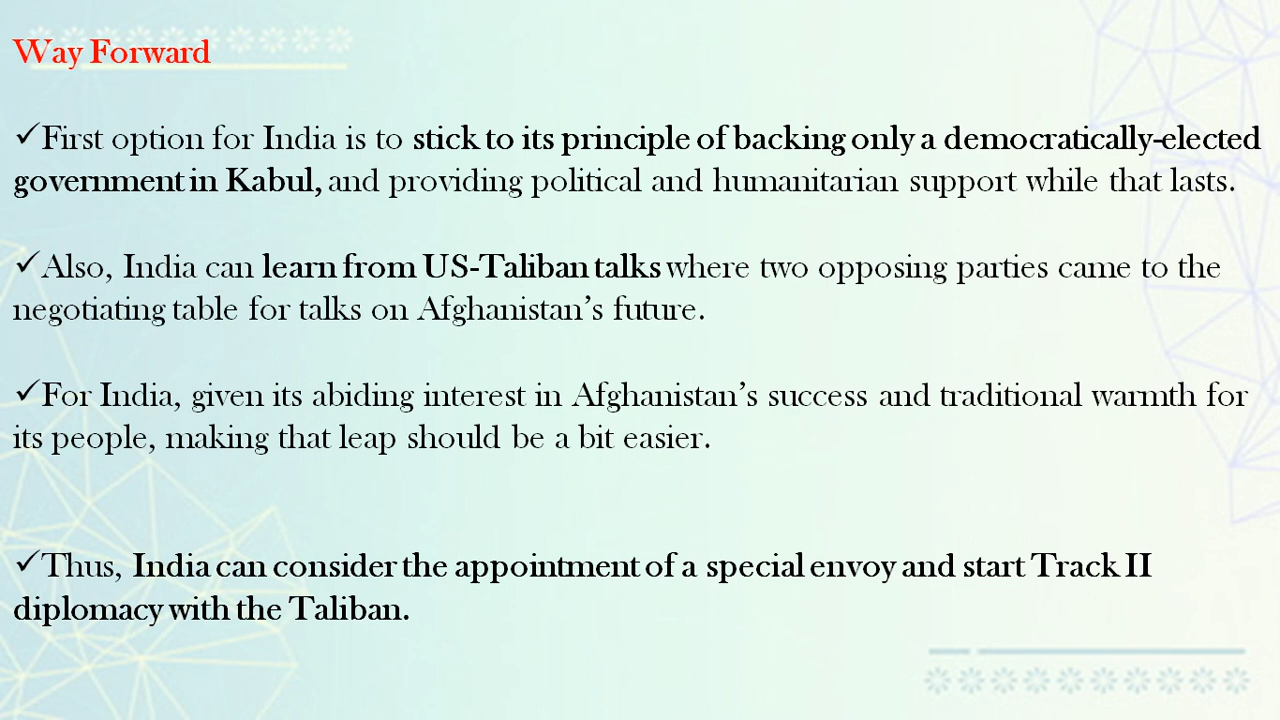 Way Forward
✓First option for India is to stick to its principle of backing only a democratically-elected
government in Kabul, and providing political and humanitarian support while that lasts.
✓Also, India can learn from US-Taliban talks where two opposing parties came to the
negotiating table for talks on Afghanistan’s future.
✓For India, given its abiding interest in Afghanistan’s success and traditional warmth for
its people, making that leap should be a bit easier.
✓Thus, India can consider the appointment of a special envoy and start Track II
diplomacy with the Taliban.